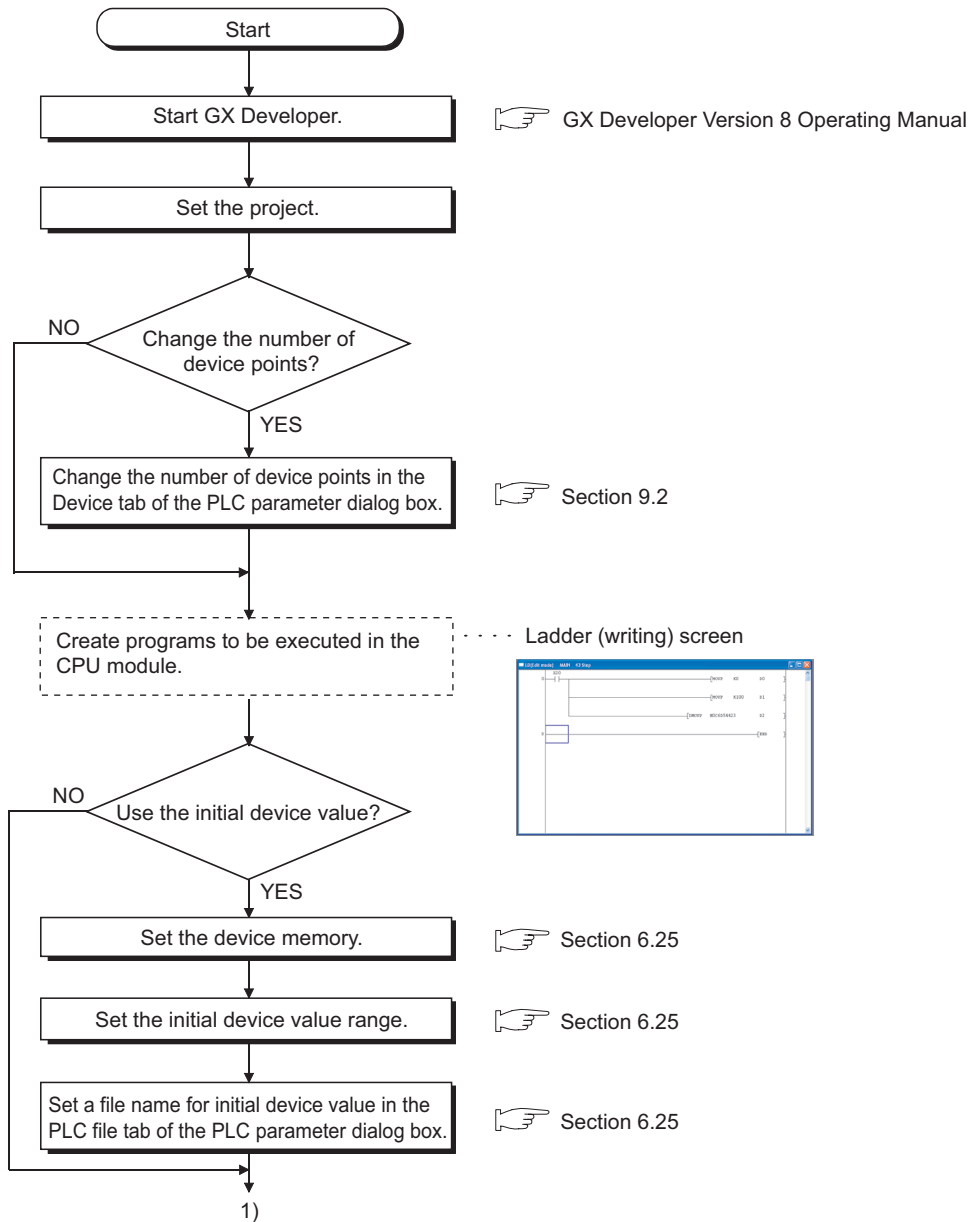 Start
Start GX Developer.
GX Developer Version 8 Operating Manual
Set the project.
NO
Change the number of
device points?
YES
Change the number of device points in the
Device tab of the PLC parameter dialog box.
Section 9.2
Create programs to be executed in the
CPU module.
Ladder (writing) screen
NO
Use the initial device value?
YES
Set the device memory.
Section 6.25
Set the initial device value range.
Section 6.25
Set a file name for initial device value in the
PLC file tab of the PLC parameter dialog box.
Section 6.25
1)